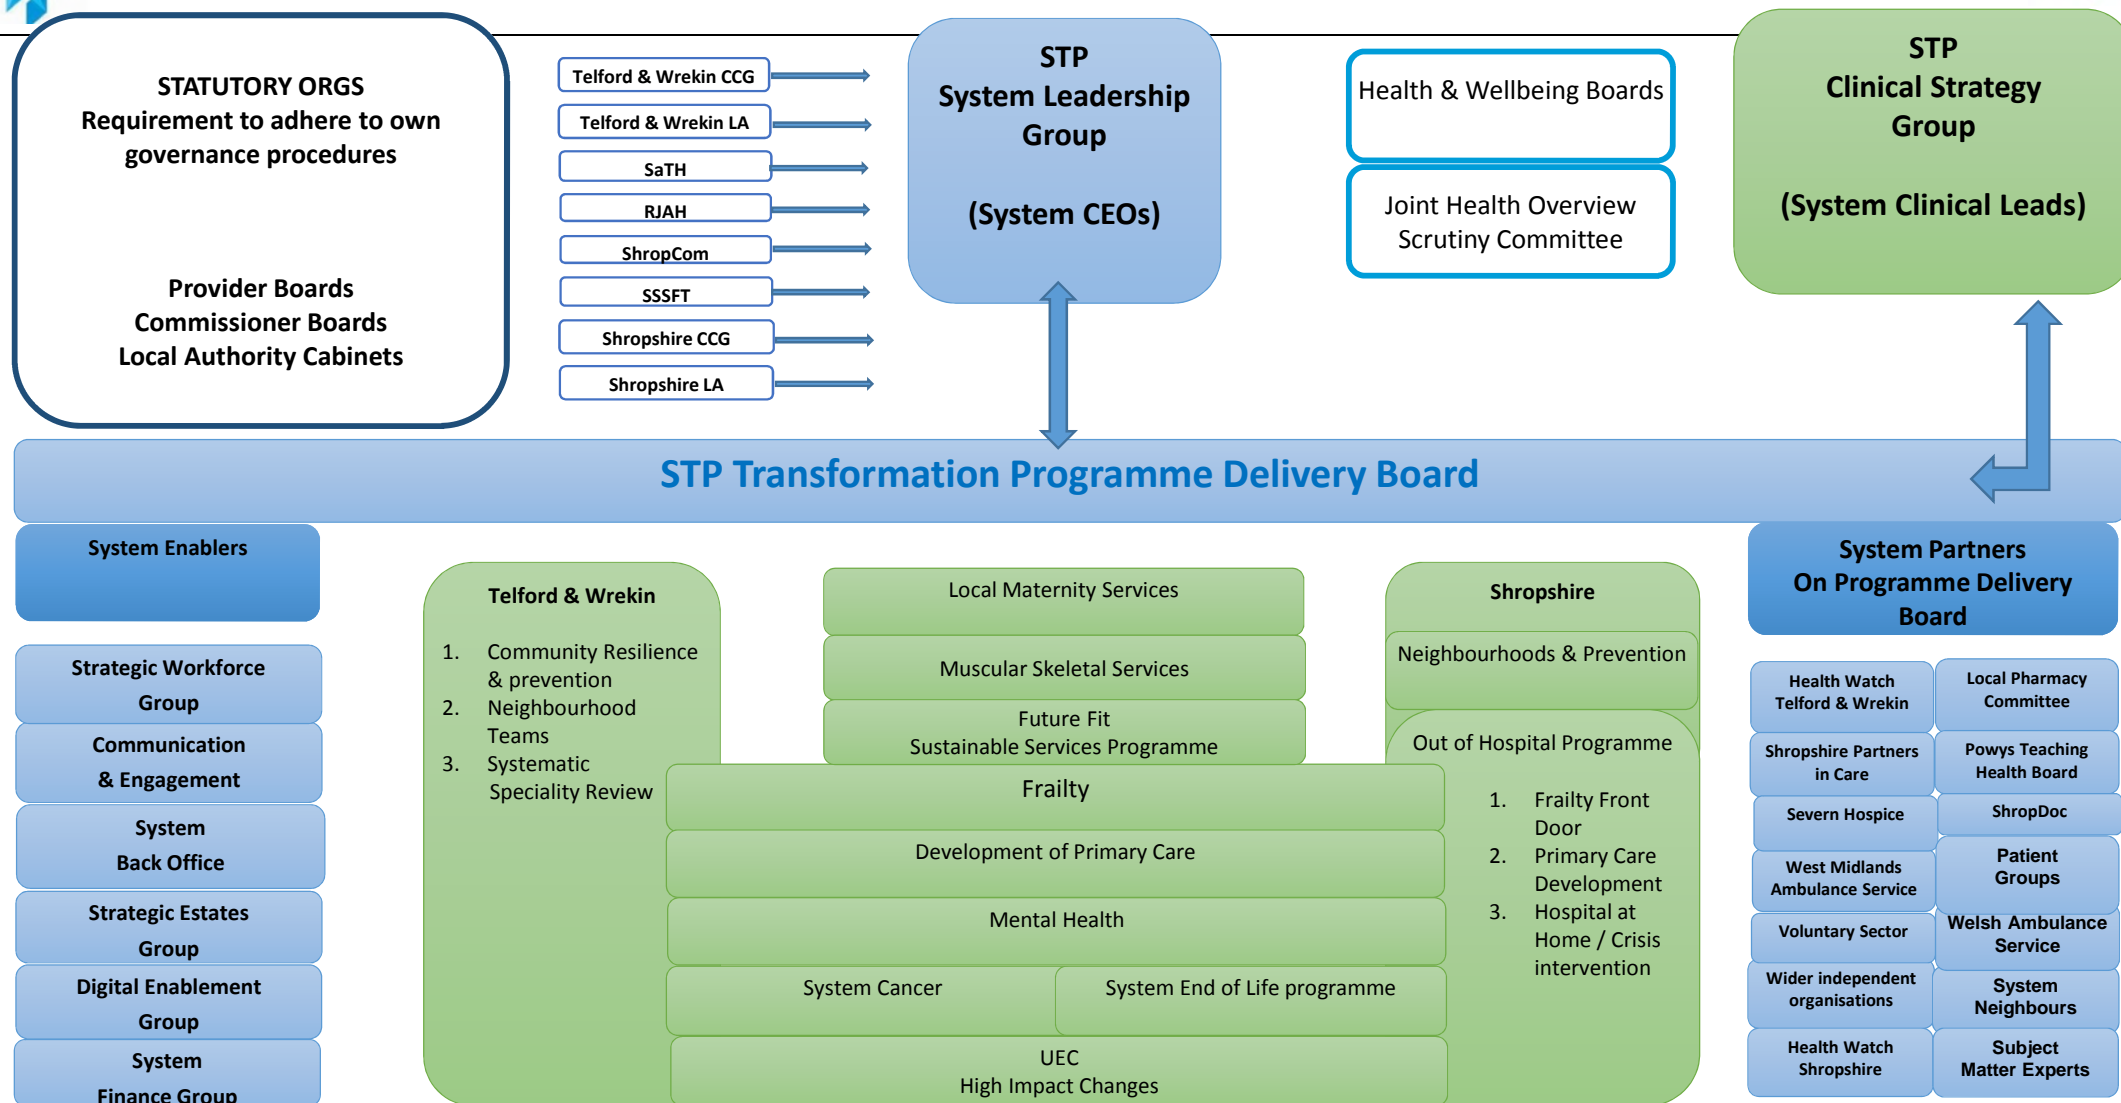 STATUTORY ORGS
Requirement to adhere to own
governance procedures
Provider Boards
Commissioner Boards
Local Authority Cabinets
Telford & Wrekin CCG
Telford & Wrekin LA
SaTH
RJAH
ShropCom
SSSFT
Shropshire CCG
Shropshire LA
STP
System Leadership
Group
(System CEOs)
Health & Wellbeing Boards
Joint Health Overview
Scrutiny Committee
STP
Clinical Strategy
Group
(System Clinical Leads)
STP Transformation Programme Delivery Board
System Enablers
Strategic Workforce
Group
Communication
& Engagement
System
Back Office
Strategic Estates
Group
Digital Enablement
Group
System
Finance Group
Telford & Wrekin
1. Community Resilience
& prevention
2. Neighbourhood
Teams
3. Systematic
Speciality Review
Local Maternity Services
Muscular Skeletal Services
Future Fit
Sustainable Services Programme
Frailty
Development of Primary Care
Mental Health
System Cancer
System End of Life programme
UEC
High Impact Changes
Shropshire
Neighbourhoods & Prevention
Out of Hospital Programme
1. Frailty Front
Door
2. Primary Care
Development
3. Hospital at
Home / Crisis
intervention
System Partners
On Programme Delivery
Board
Health Watch
Telford & Wrekin
Local Pharmacy
Committee
Shropshire Partners
in Care
Powys Teaching
Health Board
Severn Hospice
ShropDoc
West Midlands
Ambulance Service
Patient
Groups
Voluntary Sector
Welsh Ambulance
Service
Wider independent
organisations
System
Neighbours
Health Watch
Shropshire
Subject
Matter Experts